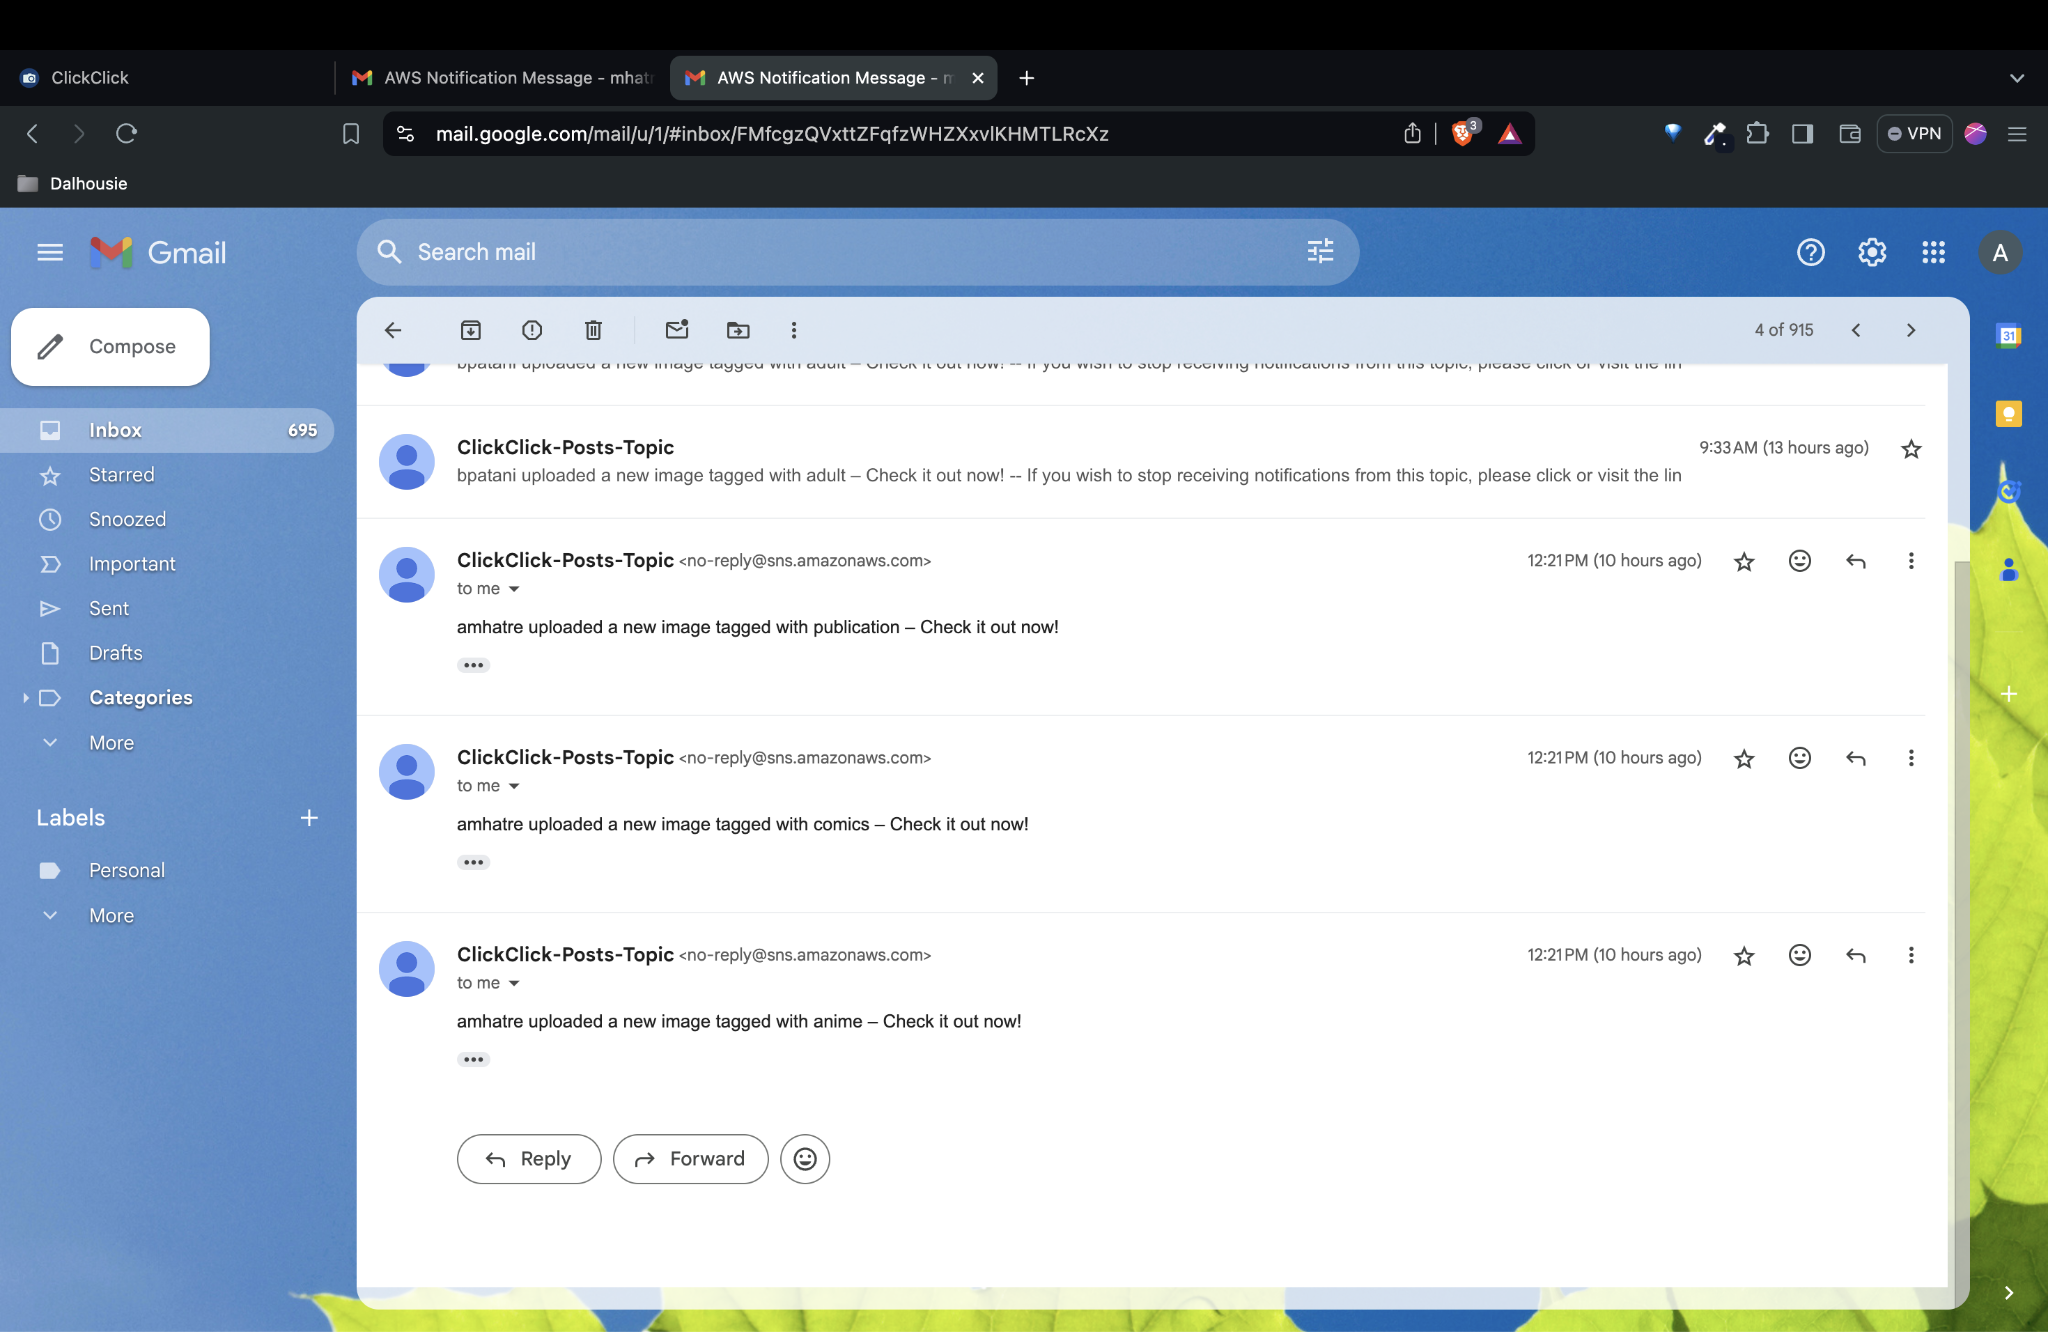 ClickClick
AWS Notification Message - mhat
AWS Notification Message - m
mail.google.com/mail/u/1/#inbox/FMfcgzQVxttZFqfzWHZXxvlKHMTLRcXz
3
VPN
Dalhousie
Gmail
Search mail
A
Compose
4 of 915
31
Inbox 695
Starred
Snoozed
Important
Sent
Drafts
Categories
More
Labels
Personal
More
bpatani uploaded a new image tagged with adult – Check it out now! -- If you wish to stop receiving notifications from this topic, please click or visit the lin
ClickClick-Posts-Topic 9:33 AM (13 hours ago)
bpatani uploaded a new image tagged with adult – Check it out now! -- If you wish to stop receiving notifications from this topic, please click or visit the lin
ClickClick-Posts-Topic <no-reply@sns.amazonaws.com> 12:21 PM (10 hours ago)
to me
amhatre uploaded a new image tagged with publication – Check it out now!
ClickClick-Posts-Topic <no-reply@sns.amazonaws.com> 12:21 PM (10 hours ago)
to me
amhatre uploaded a new image tagged with comics – Check it out now!
ClickClick-Posts-Topic <no-reply@sns.amazonaws.com> 12:21 PM (10 hours ago)
to me
amhatre uploaded a new image tagged with anime – Check it out now!
Reply
Forward